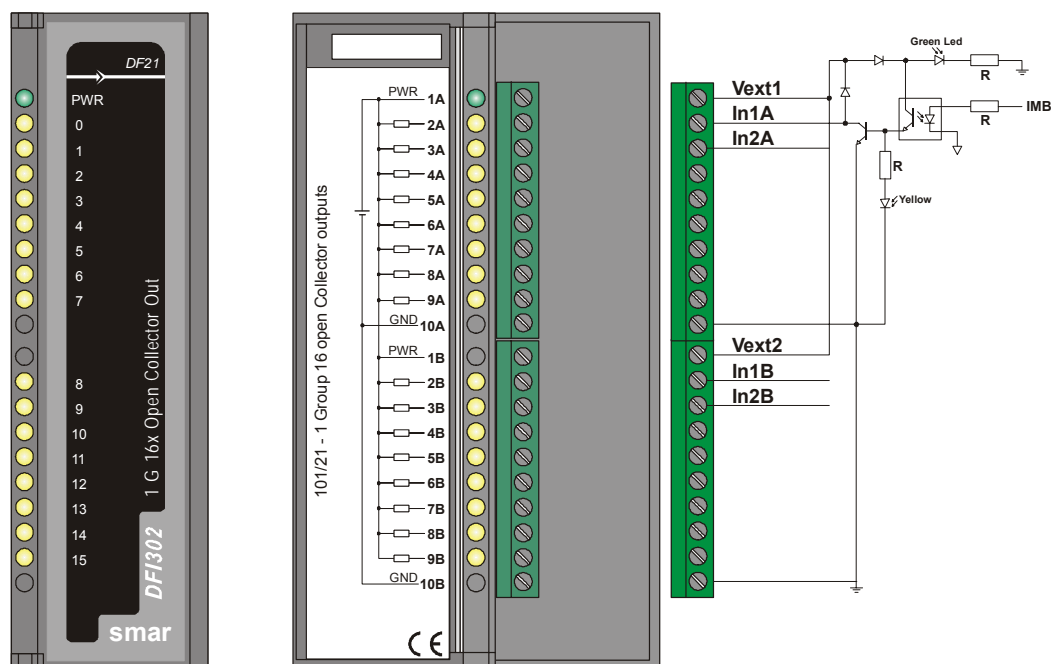 DF21
PWR
0
1
2
3
4
5
6
7
8
9
10
11
12
13
14
15
1 G 16x Open Collector Out
DFI302
smar
101/21 - 1 Group 16 open Collector outputs
PWR 1A
2A
3A
4A
5A
6A
7A
8A
9A
GND 10A
PWR 1B
2B
3B
4B
5B
6B
7B
8B
9B
GND 10B
CE
Vext1
In1A
In2A
Vext2
In1B
In2B
Green Led
R
IMB
R
R
Yellow